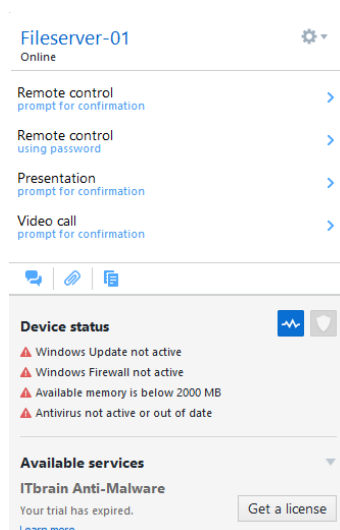 Fileserver-01
Online
Remote control
prompt for confirmation
Remote control
using password
Presentation
prompt for confirmation
Video call
prompt for confirmation
Device status
Windows Update not active
Windows Firewall not active
Available memory is below 2000 MB
Antivirus not active or out of date
Available services
ITbrain Anti-Malware
Your trial has expired.
Get a license
Learn more